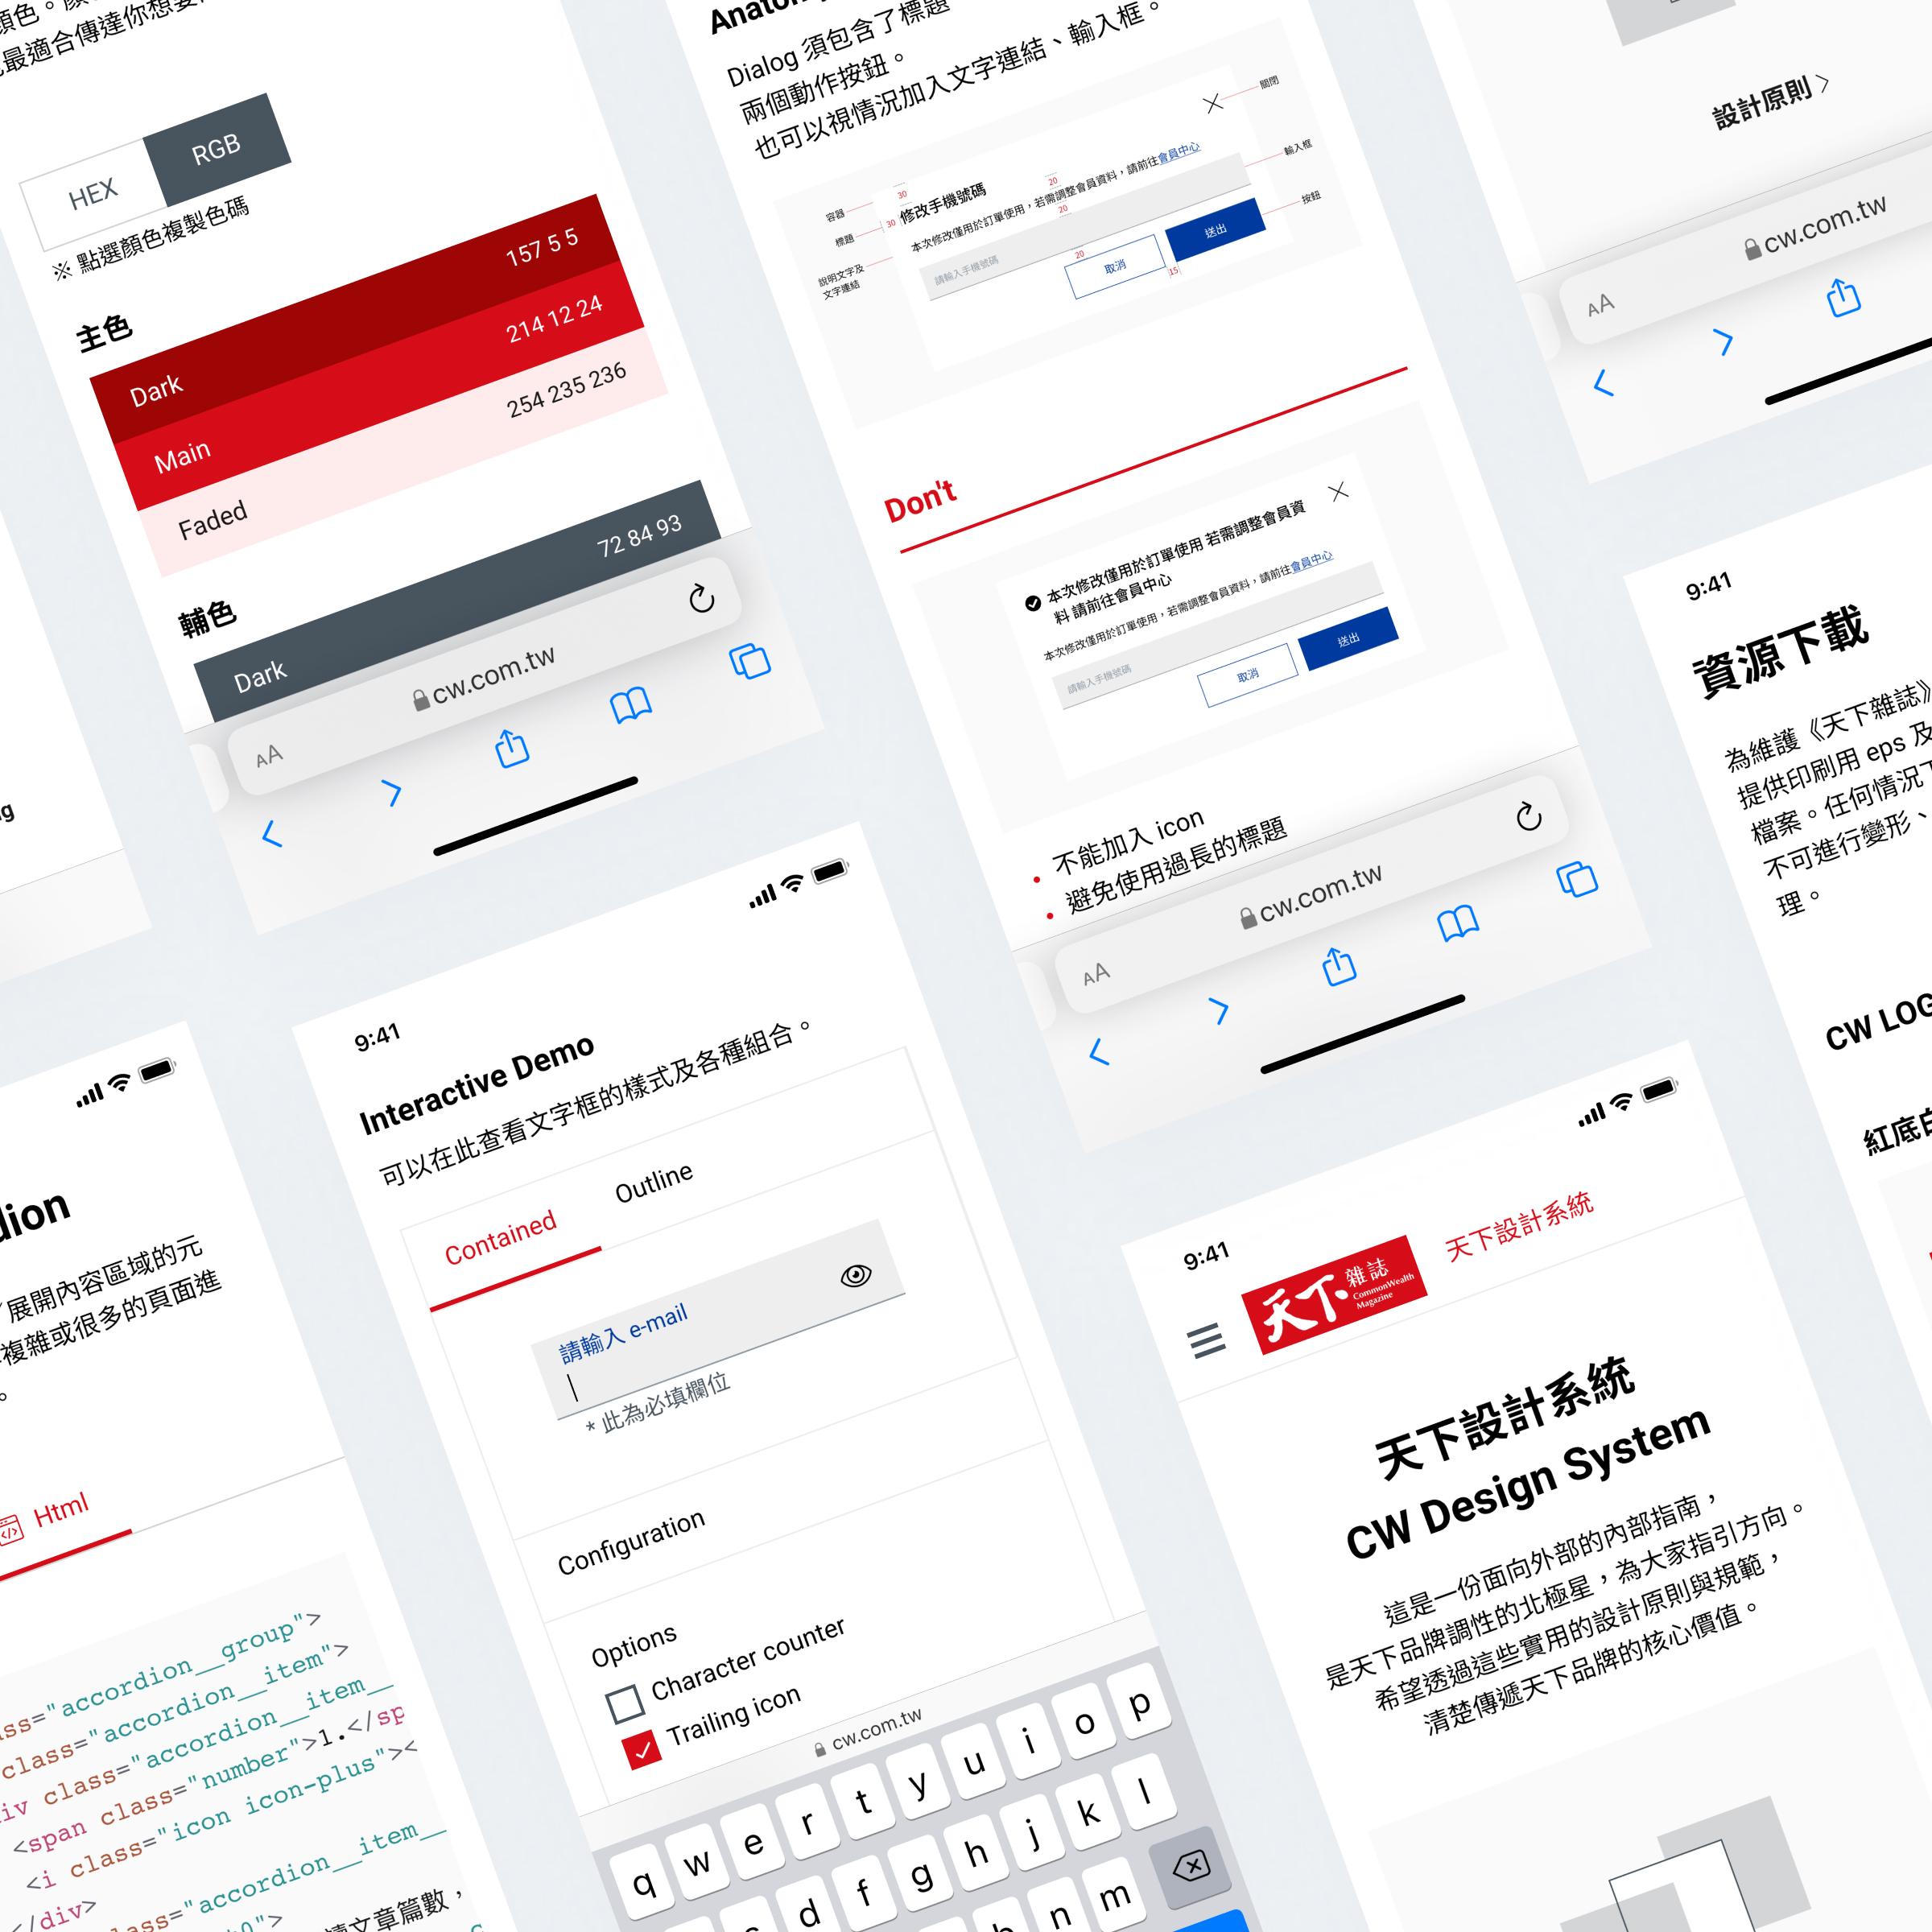 最適合傳達你想要
HEX
RGB
※ 點選顏色複製色碼
主色
Dark
157 5 5
Main
214 12 24
Faded
254 235 236
輔色
Dark
72 84 93
AA
cw.com.tw
Dialog 須包含了標題
兩個動作按鈕。
也可以視情況加入文字連結、輸入框。
容器
標題
說明文字及
文字連結
關閉
輸入框
按鈕
30
30
修改手機號碼
20
本次修改僅用於訂單使用，若需調整會員資料，請前往會員中心
20
請輸入手機號碼
20
取消
送出
15
Don't
本次修改僅用於訂單使用 若需調整會員資
料 請前往會員中心
本次修改僅用於訂單使用，若需調整會員資料，請前往會員中心
請輸入手機號碼
取消
送出
不能加入 icon
避免使用過長的標題
AA
cw.com.tw
設計原則
AA
cw.com.tw
9:41
資源下載
為維護《天下雜誌》
提供印刷用 eps 及
檔案。任何情況下
不可進行變形、
理。
CW LOG
紅底白
dion
展開內容區域的元
複雜或很多的頁面進
。
Html
ass="accordion__group">
class="accordion__item">
iv class="accordion__item__
<span class="number">1.</sp
<i class="icon icon-plus"><
</div>
class="accordion__item__
9:41
Interactive Demo
可以在此查看文字框的樣式及各種組合。
Contained
Outline
請輸入 e-mail
* 此為必填欄位
Configuration
Options
Character counter
Trailing icon
cw.com.tw
q w e r t y u i o p
d f g h j k l
n m
9:41
天下雜誌
CommonWealth
Magazine
天下設計系統
天下設計系統
CW Design System
這是一份面向外部的內部指南，
是天下品牌調性的北極星，為大家指引方向。
希望透過這些實用的設計原則與規範，
清楚傳遞天下品牌的核心價值。